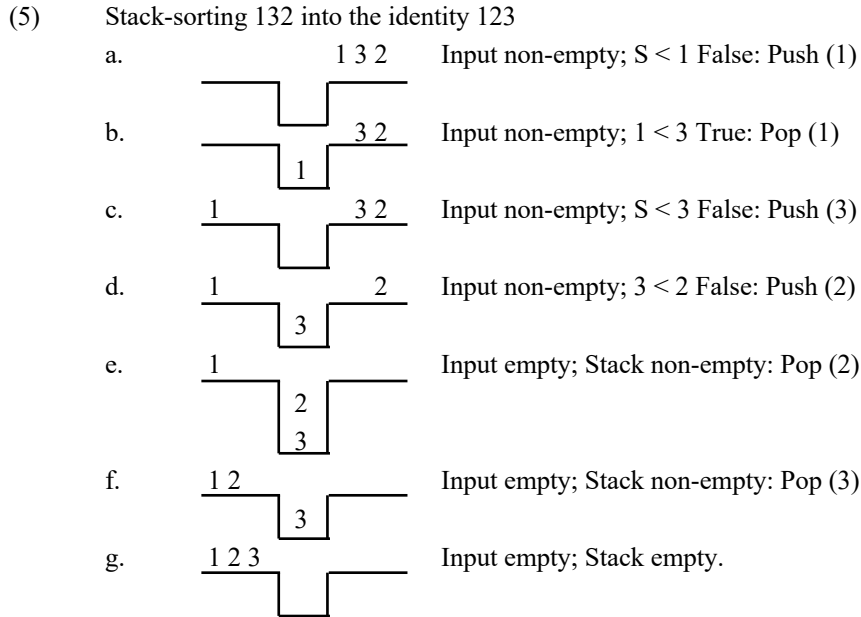 (5) Stack-sorting 132 into the identity 123
a. 1 3 2 Input non-empty; S < 1 False: Push (1)
b. 3 2 Input non-empty; 1 < 3 True: Pop (1)
1
c. 1 3 2 Input non-empty; S < 3 False: Push (3)
d. 1 2 Input non-empty; 3 < 2 False: Push (2)
3
e. 1 Input empty; Stack non-empty: Pop (2)
2
3
f. 1 2 Input empty; Stack non-empty: Pop (3)
3
g. 1 2 3 Input empty; Stack empty.